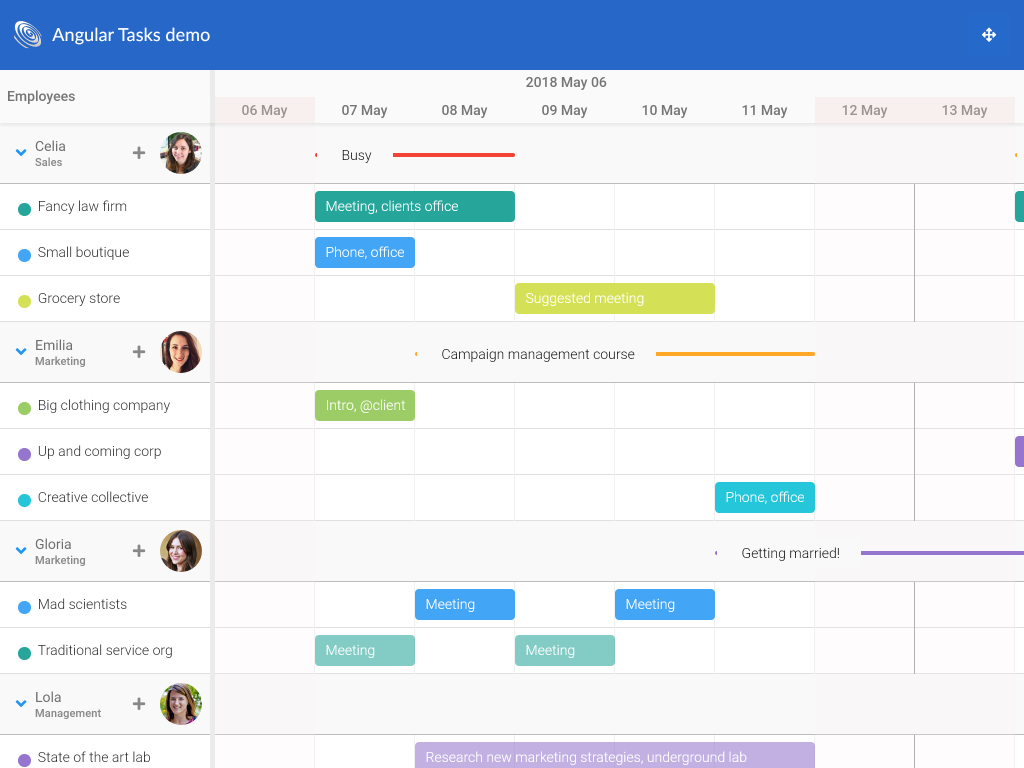 Angular Tasks demo
Employees
2018 May 06
06 May 07 May 08 May 09 May 10 May 11 May 12 May 13 May
Celia
Sales
Busy
Fancy law firm
Meeting, clients office
Small boutique
Phone, office
Grocery store
Suggested meeting
Emilia
Marketing
Campaign management course
Big clothing company
Intro, @client
Up and coming corp
Creative collective
Phone, office
Gloria
Marketing
Getting married!
Mad scientists
Meeting Meeting
Traditional service org
Meeting Meeting
Lola
Management
State of the art lab
Research new marketing strategies, underground lab